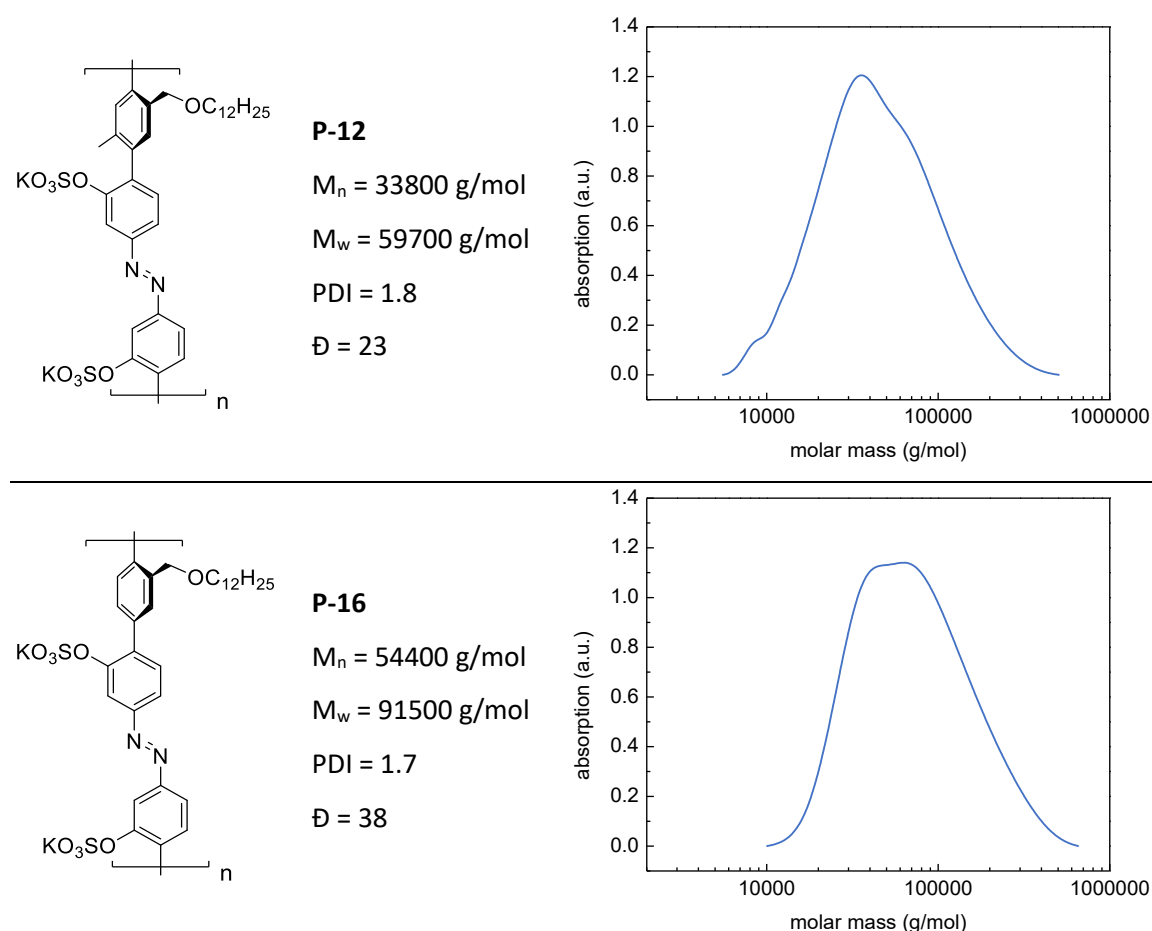 OC₁₂H₂₅
KO₃SO
N
N
KO₃SO
n
P-12
Mₙ = 33800 g/mol
M_w = 59700 g/mol
PDI = 1.8
Đ = 23
1.4
1.2
1.0
0.8
0.6
0.4
0.2
0.0
absorption (a.u.)
10000 100000 1000000
molar mass (g/mol)
OC₁₂H₂₅
KO₃SO
N
N
KO₃SO
n
P-16
Mₙ = 54400 g/mol
M_w = 91500 g/mol
PDI = 1.7
Đ = 38
1.4
1.2
1.0
0.8
0.6
0.4
0.2
0.0
absorption (a.u.)
10000 100000 1000000
molar mass (g/mol)